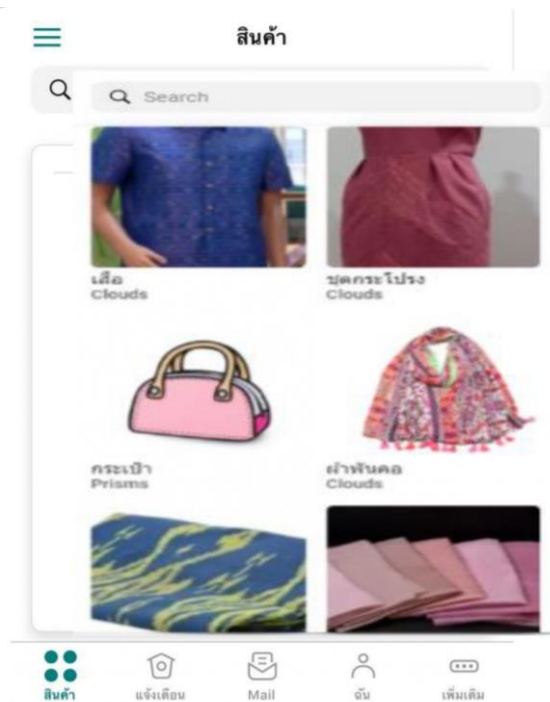 สินค้า
Search
เสื้อ
Clouds
ชุดกระโปรง
Clouds
กระเป๋า
Prisms
ผ้าพันคอ
Clouds
สินค้า
แจ้งเตือน
Mail
ฉัน
เพิ่มเติม